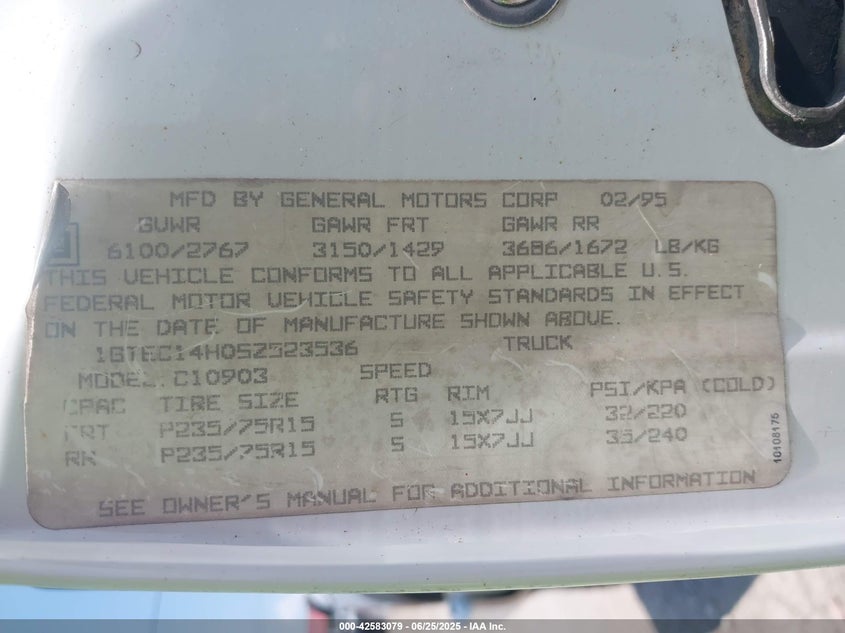 MFD BY GENERAL MOTORS CORP 02/95
GVWR GAWR FRT GAWR RR
6100/2767 3150/1429 3686/1672 LB/KG
THIS VEHICLE CONFORMS TO ALL APPLICABLE U.S.
FEDERAL MOTOR VEHICLE SAFETY STANDARDS IN EFFECT
ON THE DATE OF MANUFACTURE SHOWN ABOVE.
1GTEC14H0SZ523536 TRUCK
MODEL: C10903 SPEED
TIRE SIZE RTG RIM PSI/KPA (COLD)
FRT P235/75R15 S 15X7JJ 32/220
RR P235/75R15 S 15X7JJ 35/240
SEE OWNER'S MANUAL FOR ADDITIONAL INFORMATION
10108175
000-42583079 - 06/25/2025 - IAA Inc.